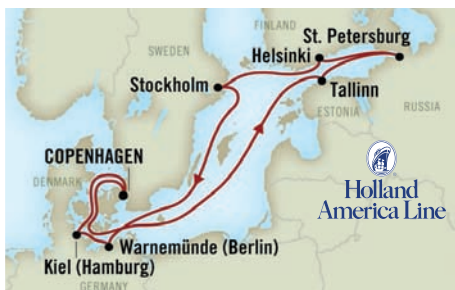 FINLAND
St. Petersburg
SWEDEN
Helsinki
Stockholm
Tallinn
ESTONIA
RUSSIA
COPENHAGEN
DENMARK
Holland
America Line
Warnemünde (Berlin)
Kiel (Hamburg)
GERMANY